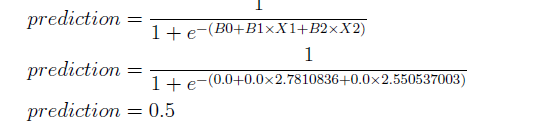 prediction = 1 / (1 + e^−(B0+B1×X1+B2×X2))
prediction = 1 / (1 + e^−(0.0+0.0×2.7810836+0.0×2.550537003))
prediction = 0.5